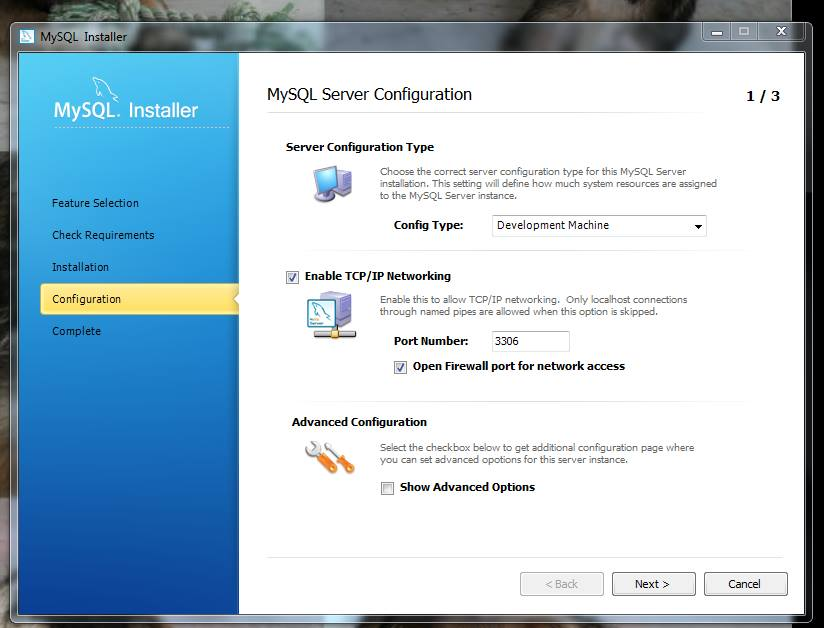 MySQL Installer
MySQL. Installer
Feature Selection
Check Requirements
Installation
Configuration
Complete
MySQL Server Configuration
1 / 3
Server Configuration Type
Choose the correct server configuration type for this MySQL Server
installation. This setting will define how much system resources are assigned
to the MySQL Server instance.
Config Type:
Development Machine
Enable TCP/IP Networking
Enable this to allow TCP/IP networking. Only localhost connections
through named pipes are allowed when this option is skipped.
Port Number:
3306
Open Firewall port for network access
Advanced Configuration
Select the checkbox below to get additional configuration page where
you can set advanced opotions for this server instance.
Show Advanced Options
< Back
Next >
Cancel